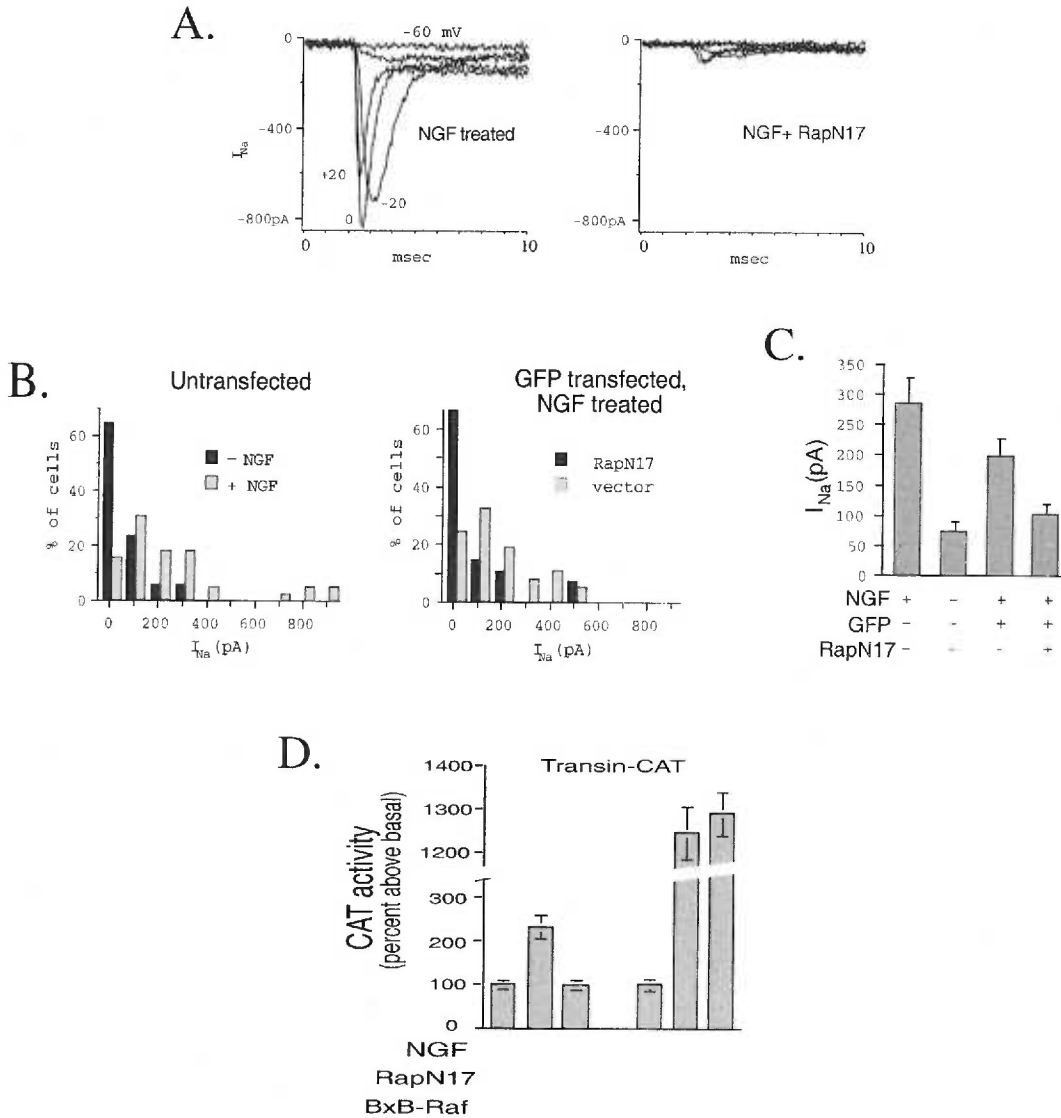 A.
0
-400
-800pA
I_Na
-60 mV
NGF treated
+20
0
-20
0
10
msec
0
-400
-800pA
NGF+ RapN17
0
10
msec
B.
Untransfected
% of cells
60
40
20
0
- NGF
+ NGF
0 200 400 600 800
I_Na (pA)
GFP transfected,
NGF treated
% of cells
60
40
20
0
RapN17
vector
0 200 400 600 800
I_Na (pA)
C.
I_Na(pA)
350
300
250
200
150
100
50
0
NGF + - + +
GFP - - + +
RapN17 - - - +
D.
Transin-CAT
CAT activity
(percent above basal)
1400
1300
1200
300
200
100
0
NGF
RapN17
BxB-Raf